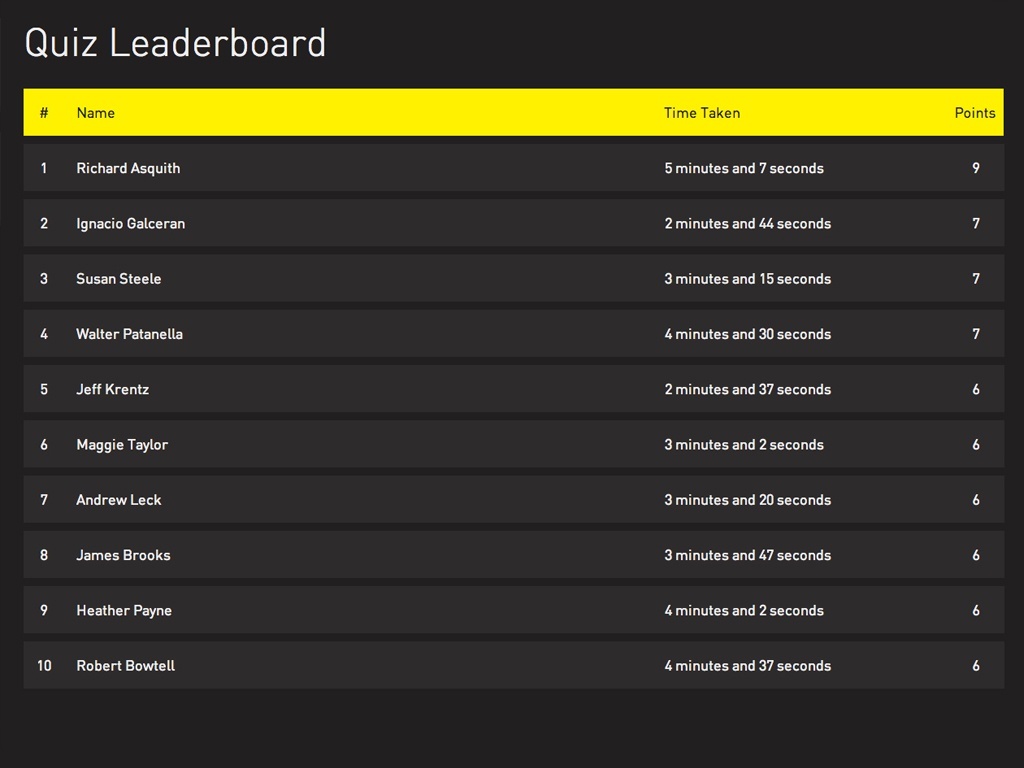 Quiz Leaderboard
# Name Time Taken Points
1 Richard Asquith 5 minutes and 7 seconds 9
2 Ignacio Galceran 2 minutes and 44 seconds 7
3 Susan Steele 3 minutes and 15 seconds 7
4 Walter Patanella 4 minutes and 30 seconds 7
5 Jeff Krentz 2 minutes and 37 seconds 6
6 Maggie Taylor 3 minutes and 2 seconds 6
7 Andrew Leck 3 minutes and 20 seconds 6
8 James Brooks 3 minutes and 47 seconds 6
9 Heather Payne 4 minutes and 2 seconds 6
10 Robert Bowtell 4 minutes and 37 seconds 6